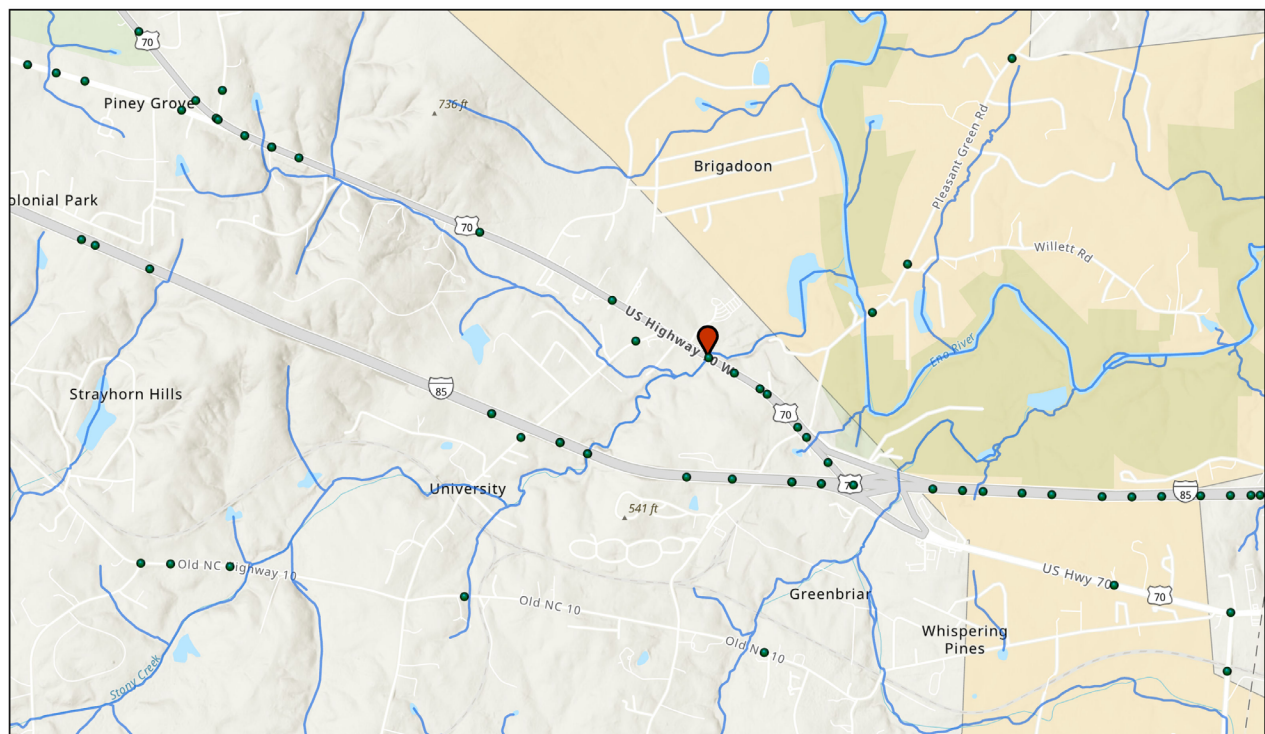 70
Piney Grove
736 ft
Brigadoon
Pleasant Green Rd
olonial Park
70
Willett Rd
US Highway 70 W
Eno River
85
Strayhorn Hills
70
University
70
85
541 ft
Old NC Highway 10
Old NC 10
US Hwy 70
70
Greenbriar
Old NC 10
Whispering
Pines
Stony Creek